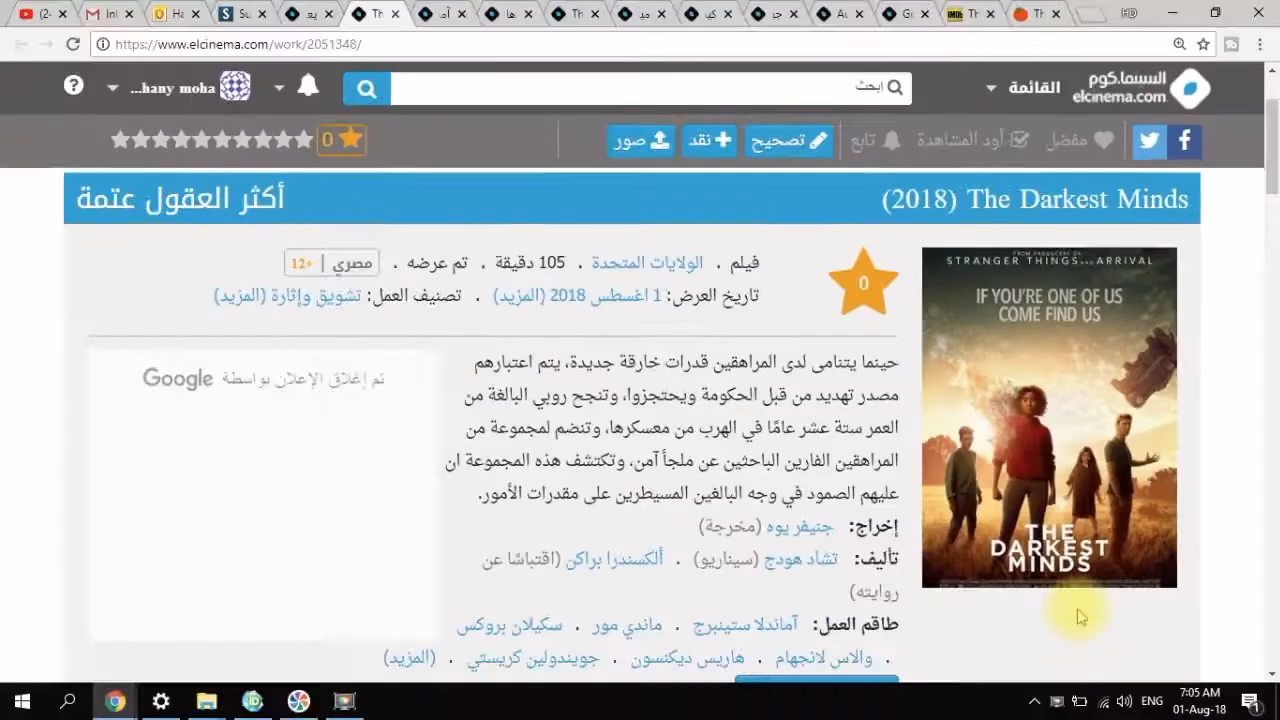 https://www.elcinema.com/work/2051348/
السينما.كوم
elcinema.com
القائمة
ابحث
hany moha...
مفضل
أود المشاهدة
تابع
تصحيح
نقد
صور
0
The Darkest Minds (2018)
أكثر العقول عتمة
فيلم . الولايات المتحدة . 105 دقيقة . تم عرضه . مصري | +12
تاريخ العرض: 1 اغسطس 2018 (المزيد) . تصنيف العمل: تشويق وإثارة (المزيد)
0
حينما يتنامى لدى المراهقين قدرات خارقة جديدة، يتم اعتبارهم
مصدر تهديد من قبل الحكومة ويحتجزوا، وتنجح روبي البالغة من
العمر ستة عشر عامًا في الهرب من معسكرها، وتنضم لمجموعة من
المراهقين الفارين الباحثين عن ملجأ آمن، وتكتشف هذه المجموعة ان
عليهم الصمود في وجه البالغين المسيطرين على مقدرات الأمور.
إخراج: جنيفر يوه (مخرجة)
تأليف: تشاد هودج (سيناريو) . ألكسندرا براكن (اقتباسًا عن
روايته)
طاقم العمل: آماندلا ستينبرج . ماندي مور . سكيلان بروكس
. والاس لانجهام . هاريس ديكنسون . جويندولين كريستي . (المزيد)
تم إغلاق الإعلان بواسطة Google
FROM PRODUCERS OF
STRANGER THINGS AND ARRIVAL
IF YOU'RE ONE OF US
COME FIND US
THE
DARKEST
MINDS
ENG
7:05 AM
01-Aug-18